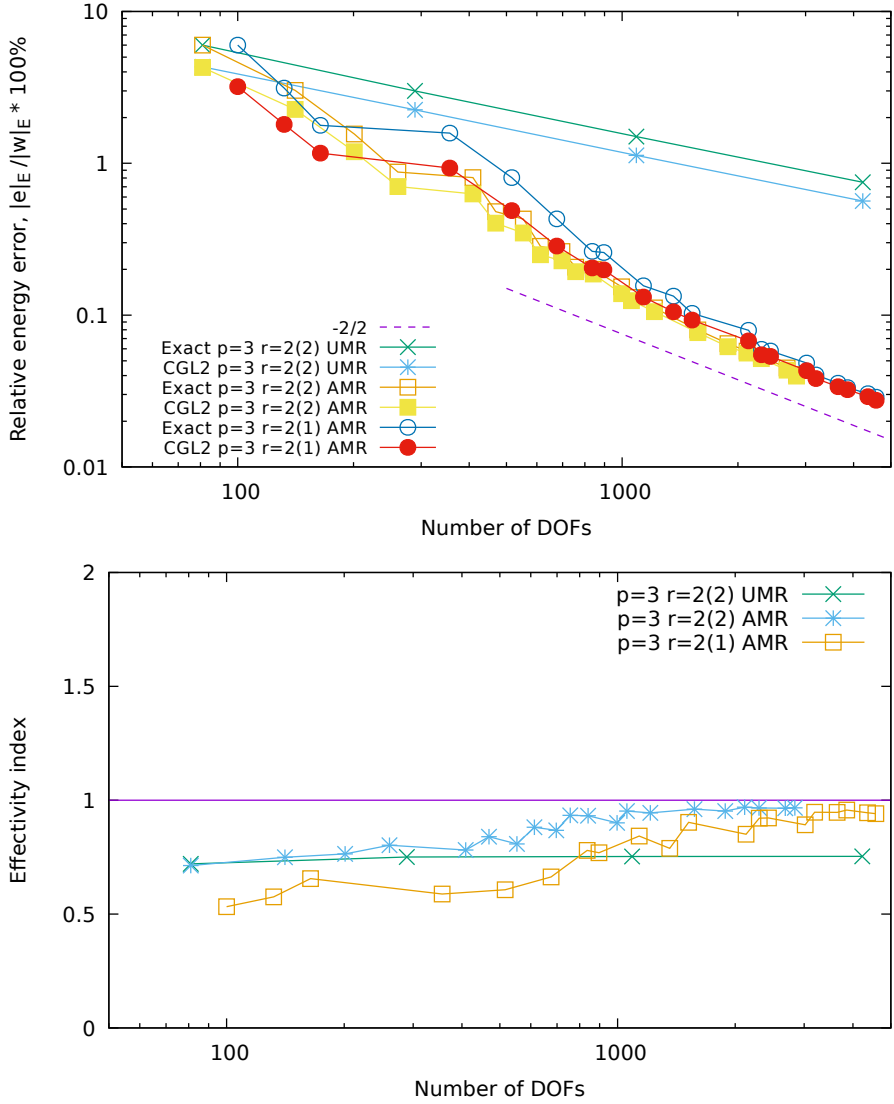 10
1
0.1
0.01
Relative energy error, |e|E /|w|E * 100%
-2/2
Exact p=3 r=2(2) UMR
CGL2 p=3 r=2(2) UMR
Exact p=3 r=2(2) AMR
CGL2 p=3 r=2(2) AMR
Exact p=3 r=2(1) AMR
CGL2 p=3 r=2(1) AMR
100
1000
Number of DOFs
2
1.5
1
0.5
0
Effectivity index
p=3 r=2(2) UMR
p=3 r=2(2) AMR
p=3 r=2(1) AMR
100
1000
Number of DOFs